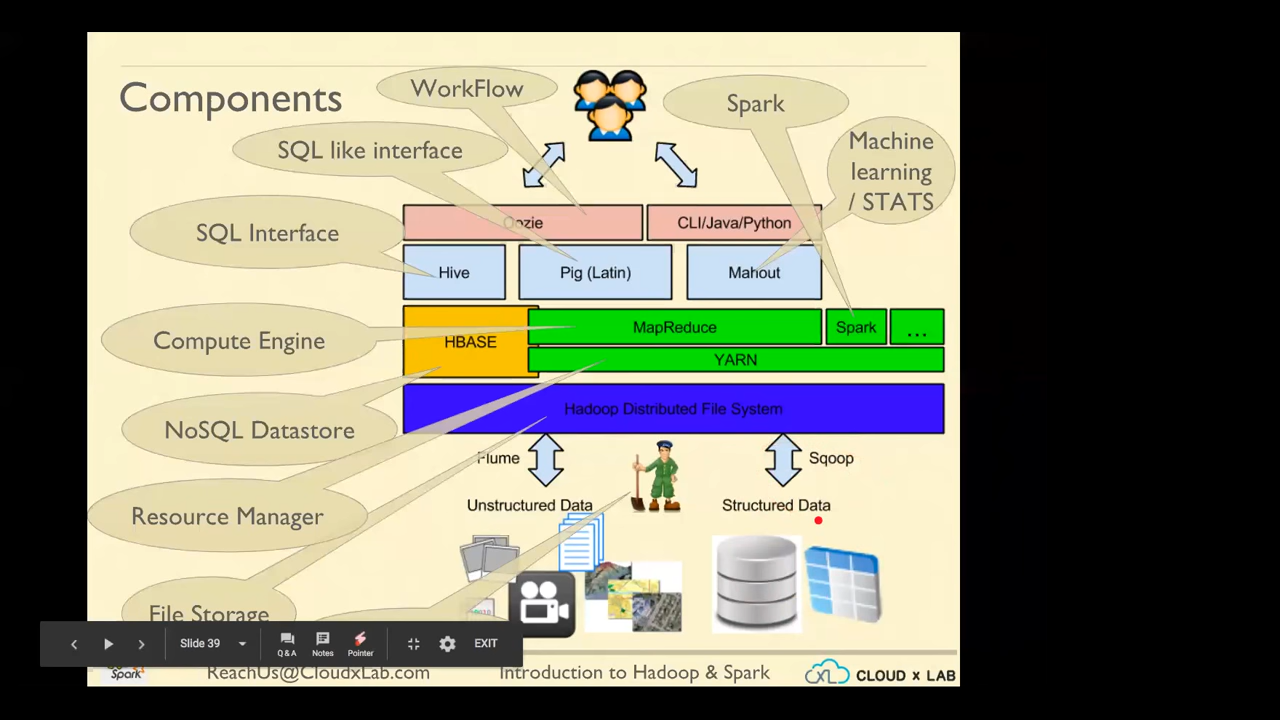 Components
WorkFlow
Spark
SQL like interface
Machine
learning
/ STATS
SQL Interface
Oozie
CLI/Java/Python
Hive
Pig (Latin)
Mahout
Compute Engine
HBASE
MapReduce
Spark
...
YARN
NoSQL Datastore
Hadoop Distributed File System
Flume
Sqoop
Resource Manager
Unstructured Data
Structured Data
File Storage
Slide 39
Q & A
Notes
Pointer
EXIT
Spark
ReachUs@CloudxLab.com
Introduction to Hadoop & Spark
CLOUD x LAB